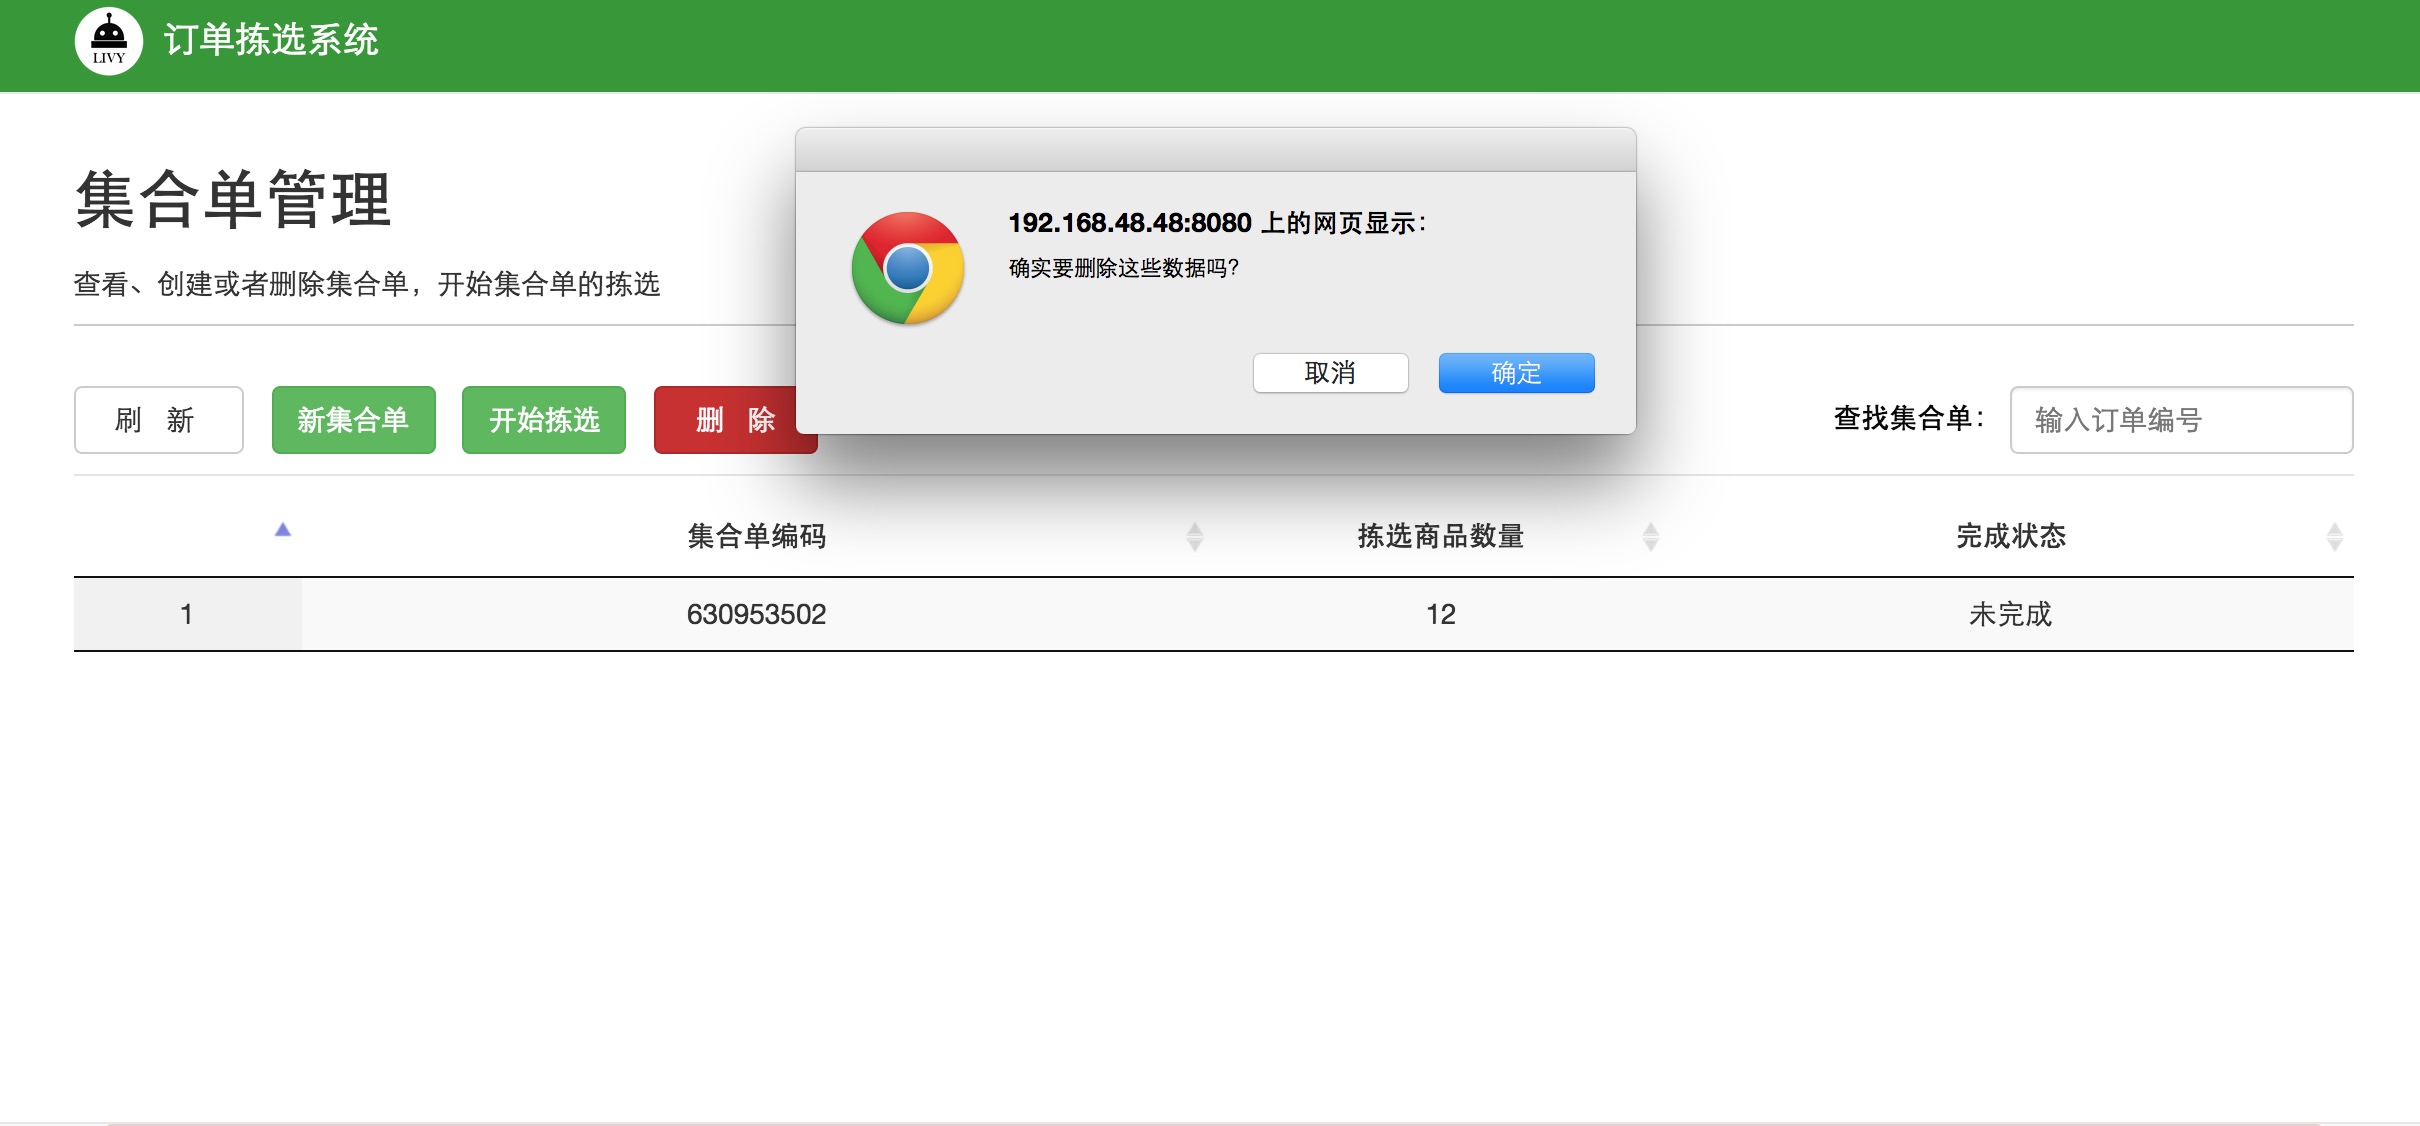 LIVY
订单拣选系统
集合单管理
查看、创建或者删除集合单，开始集合单的拣选
192.168.48.48:8080 上的网页显示：
确实要删除这些数据吗？
取消
确定
刷 新
新集合单
开始拣选
删 除
查找集合单：
输入订单编号
集合单编码
拣选商品数量
完成状态
1
630953502
12
未完成